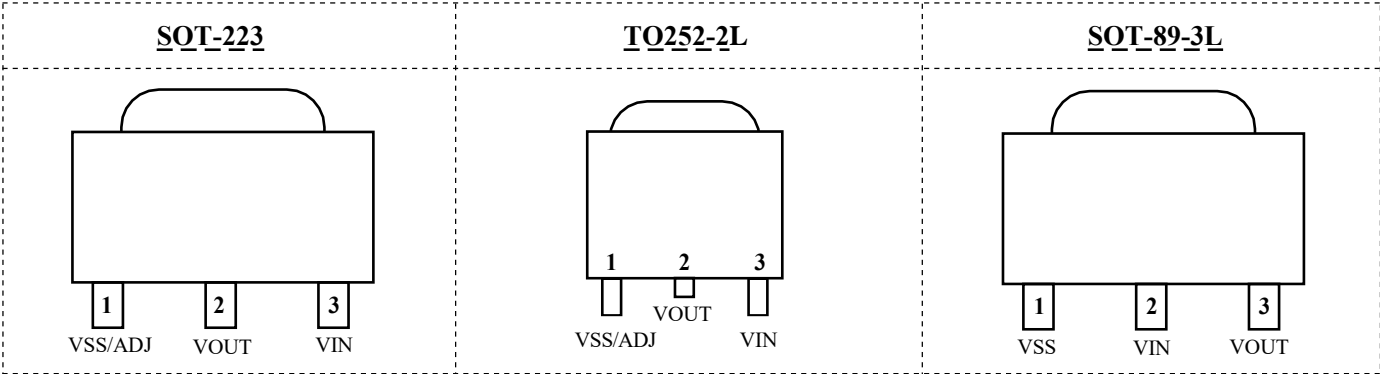 SOT-223
TO252-2L
SOT-89-3L
1 2 3
VSS/ADJ VOUT VIN
1 2 3
VSS/ADJ VOUT VIN
1 2 3
VSS VIN VOUT